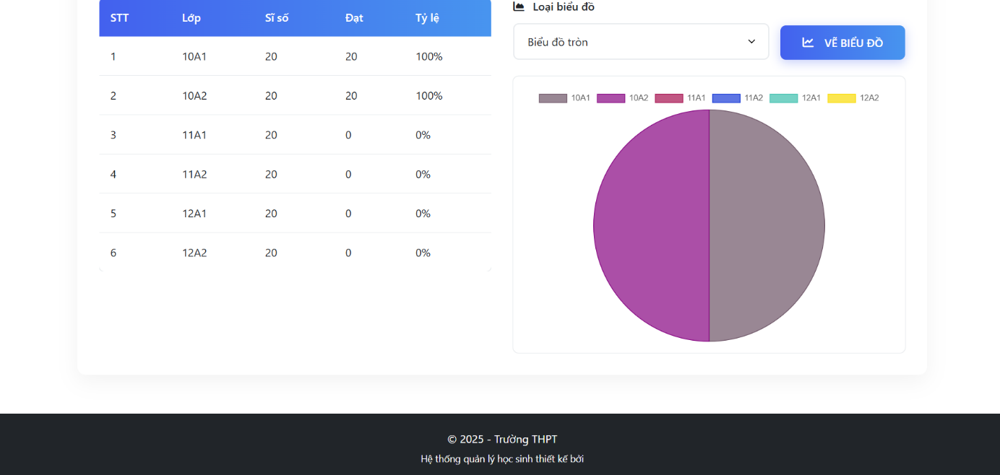 STT Lớp Sĩ số Đạt Tỷ lệ
1 10A1 20 20 100%
2 10A2 20 20 100%
3 11A1 20 0 0%
4 11A2 20 0 0%
5 12A1 20 0 0%
6 12A2 20 0 0%
Loại biểu đồ
Biểu đồ tròn
VẼ BIỂU ĐỒ
10A1 10A2 11A1 11A2 12A1 12A2
© 2025 - Trường THPT
Hệ thống quản lý học sinh thiết kế bởi